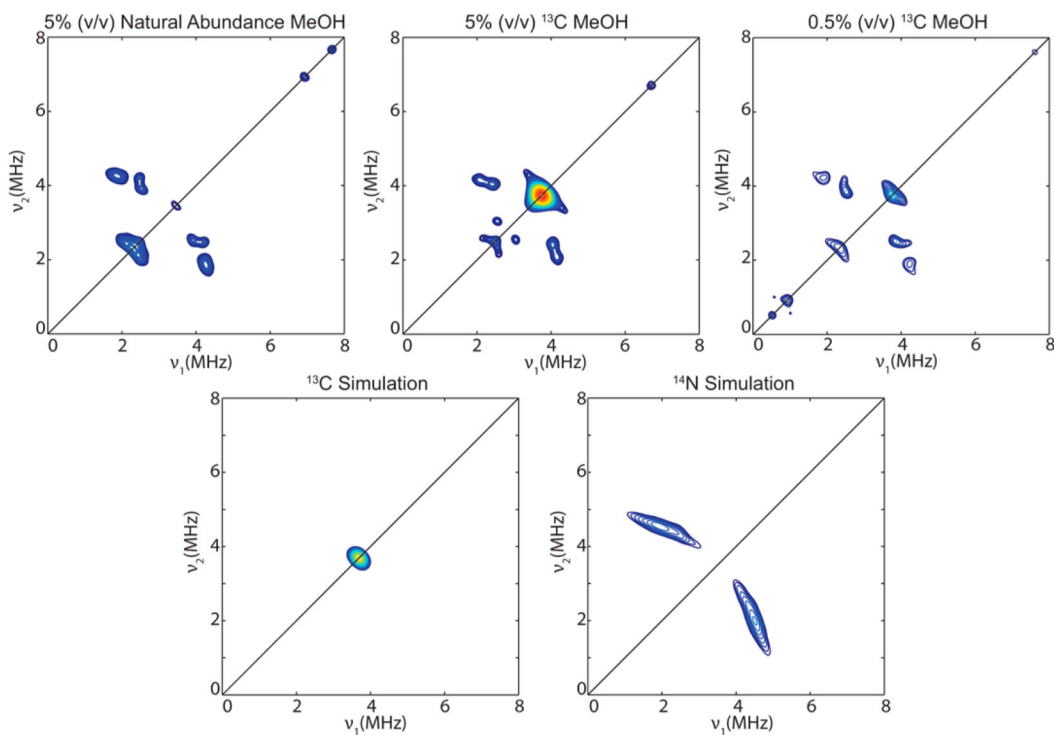 5% (v/v) Natural Abundance MeOH
5% (v/v) ¹³C MeOH
0.5% (v/v) ¹³C MeOH
8
6
4
2
0
ν₂(MHz)
0 2 4 6 8
ν₁(MHz)
8
6
4
2
0
ν₂(MHz)
0 2 4 6 8
ν₁(MHz)
8
6
4
2
0
ν₂(MHz)
0 2 4 6 8
ν₁(MHz)
¹³C Simulation
¹⁴N Simulation
8
6
4
2
0
ν₂(MHz)
0 2 4 6 8
ν₁(MHz)
8
6
4
2
0
ν₂(MHz)
0 2 4 6 8
ν₁(MHz)